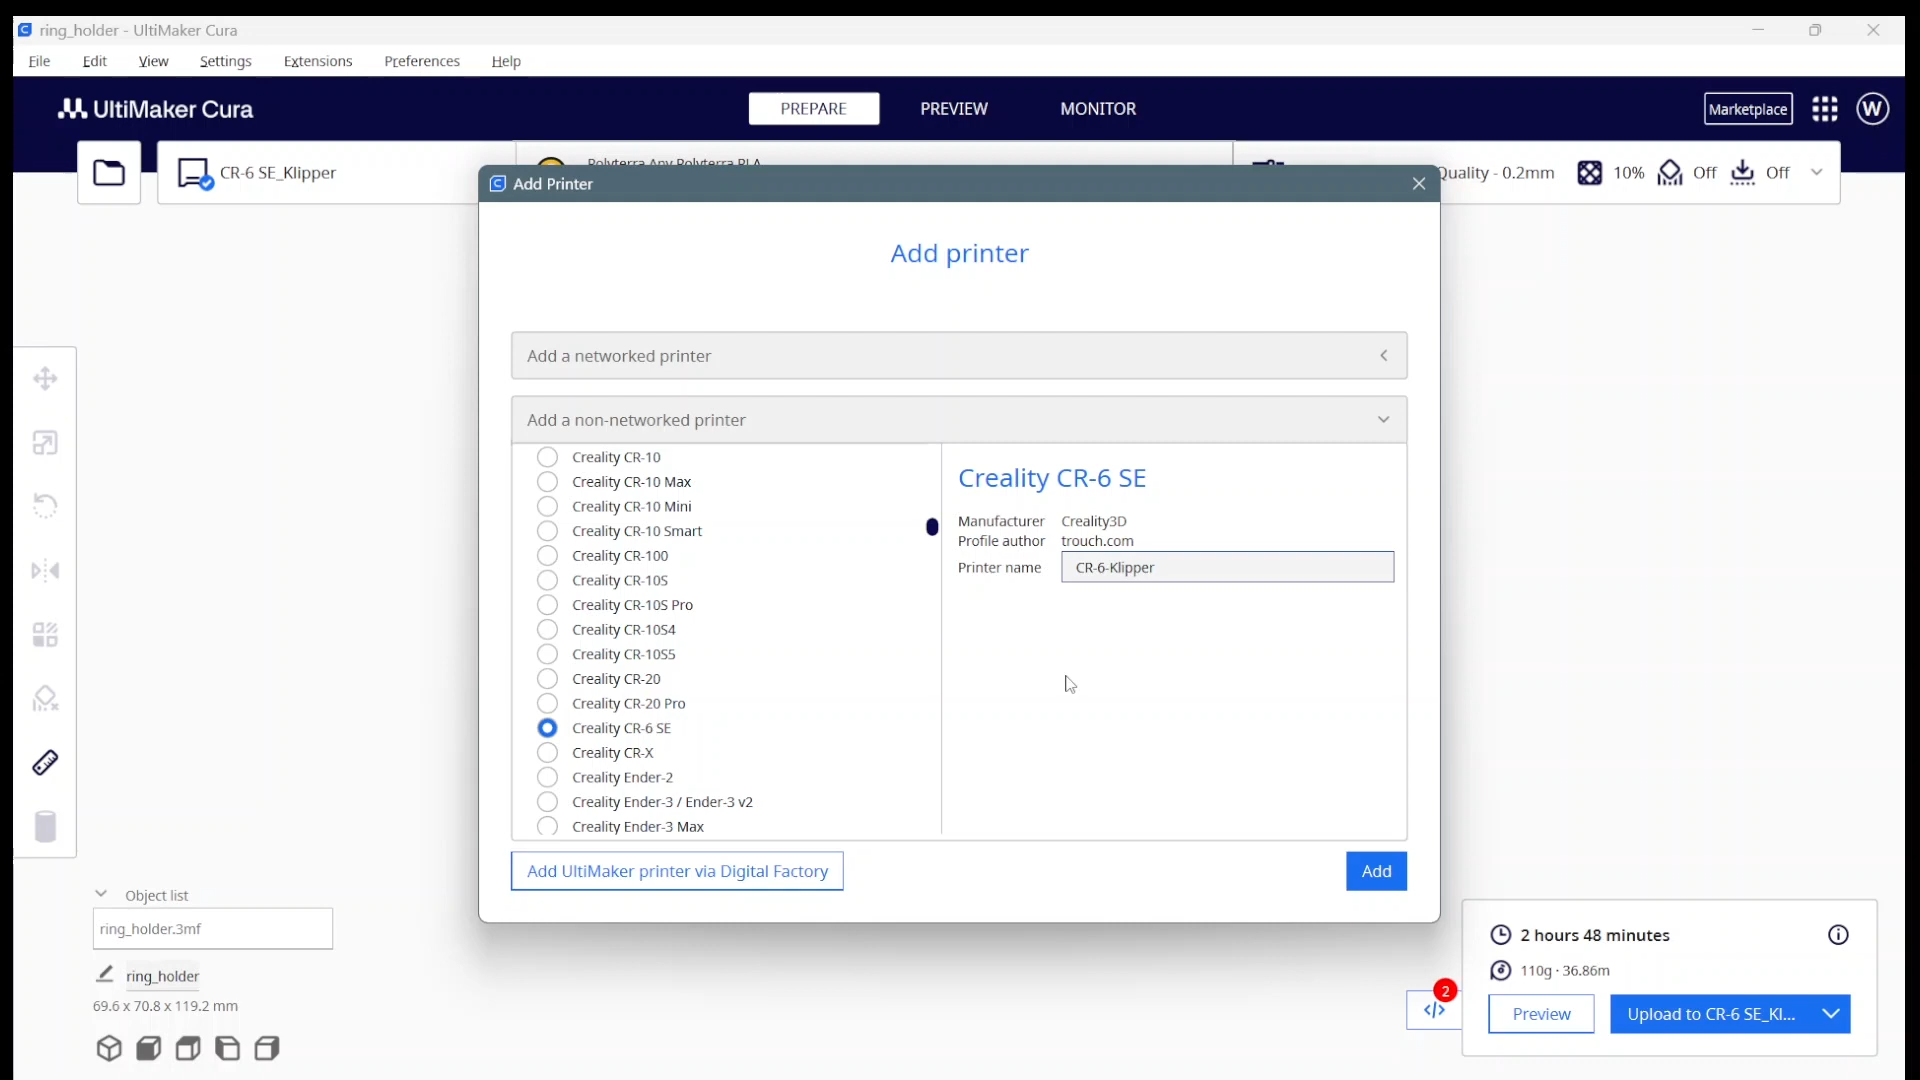 ring_holder - UltiMaker Cura
File Edit View Settings Extensions Preferences Help
UltiMaker Cura
PREPARE PREVIEW MONITOR
Marketplace W
CR-6 SE_Klipper
Polyterra Any Polyterra PLA
Quality - 0.2mm 10% Off Off
Add Printer
Add printer
Add a networked printer
Add a non-networked printer
Creality CR-10
Creality CR-10 Max
Creality CR-10 Mini
Creality CR-10 Smart
Creality CR-100
Creality CR-10S
Creality CR-10S Pro
Creality CR-10S4
Creality CR-10S5
Creality CR-20
Creality CR-20 Pro
Creality CR-6 SE
Creality CR-X
Creality Ender-2
Creality Ender-3 / Ender-3 v2
Creality Ender-3 Max
Creality CR-6 SE
Manufacturer Creality3D
Profile author trouch.com
Printer name CR-6-Klipper
Add UltiMaker printer via Digital Factory
Add
Object list
ring_holder.3mf
ring_holder
69.6 x 70.8 x 119.2 mm
2
2 hours 48 minutes
110g · 36.86m
Preview
Upload to CR-6 SE_Kl...